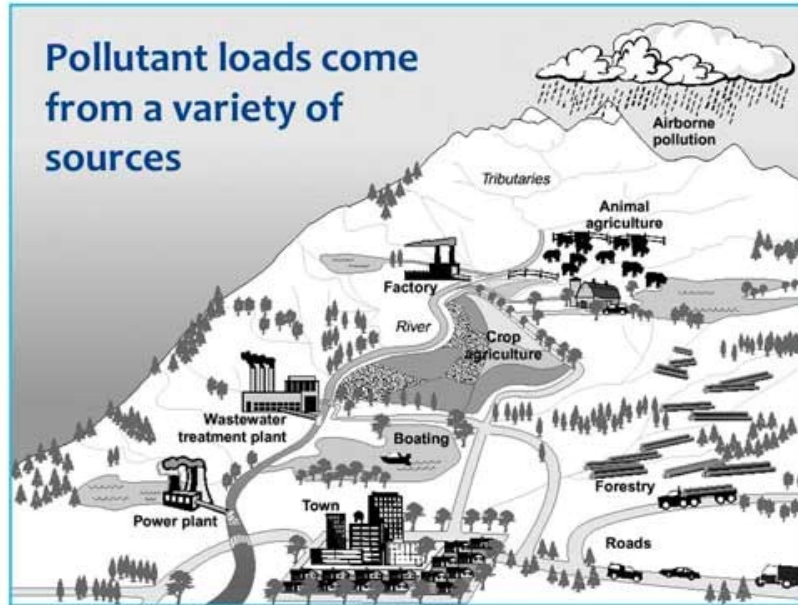 Pollutant loads come
from a variety of
sources
Airborne
pollution
Tributaries
Animal
agriculture
Factory
River
Crop
agriculture
Wastewater
treatment plant
Boating
Power plant
Town
Forestry
Roads